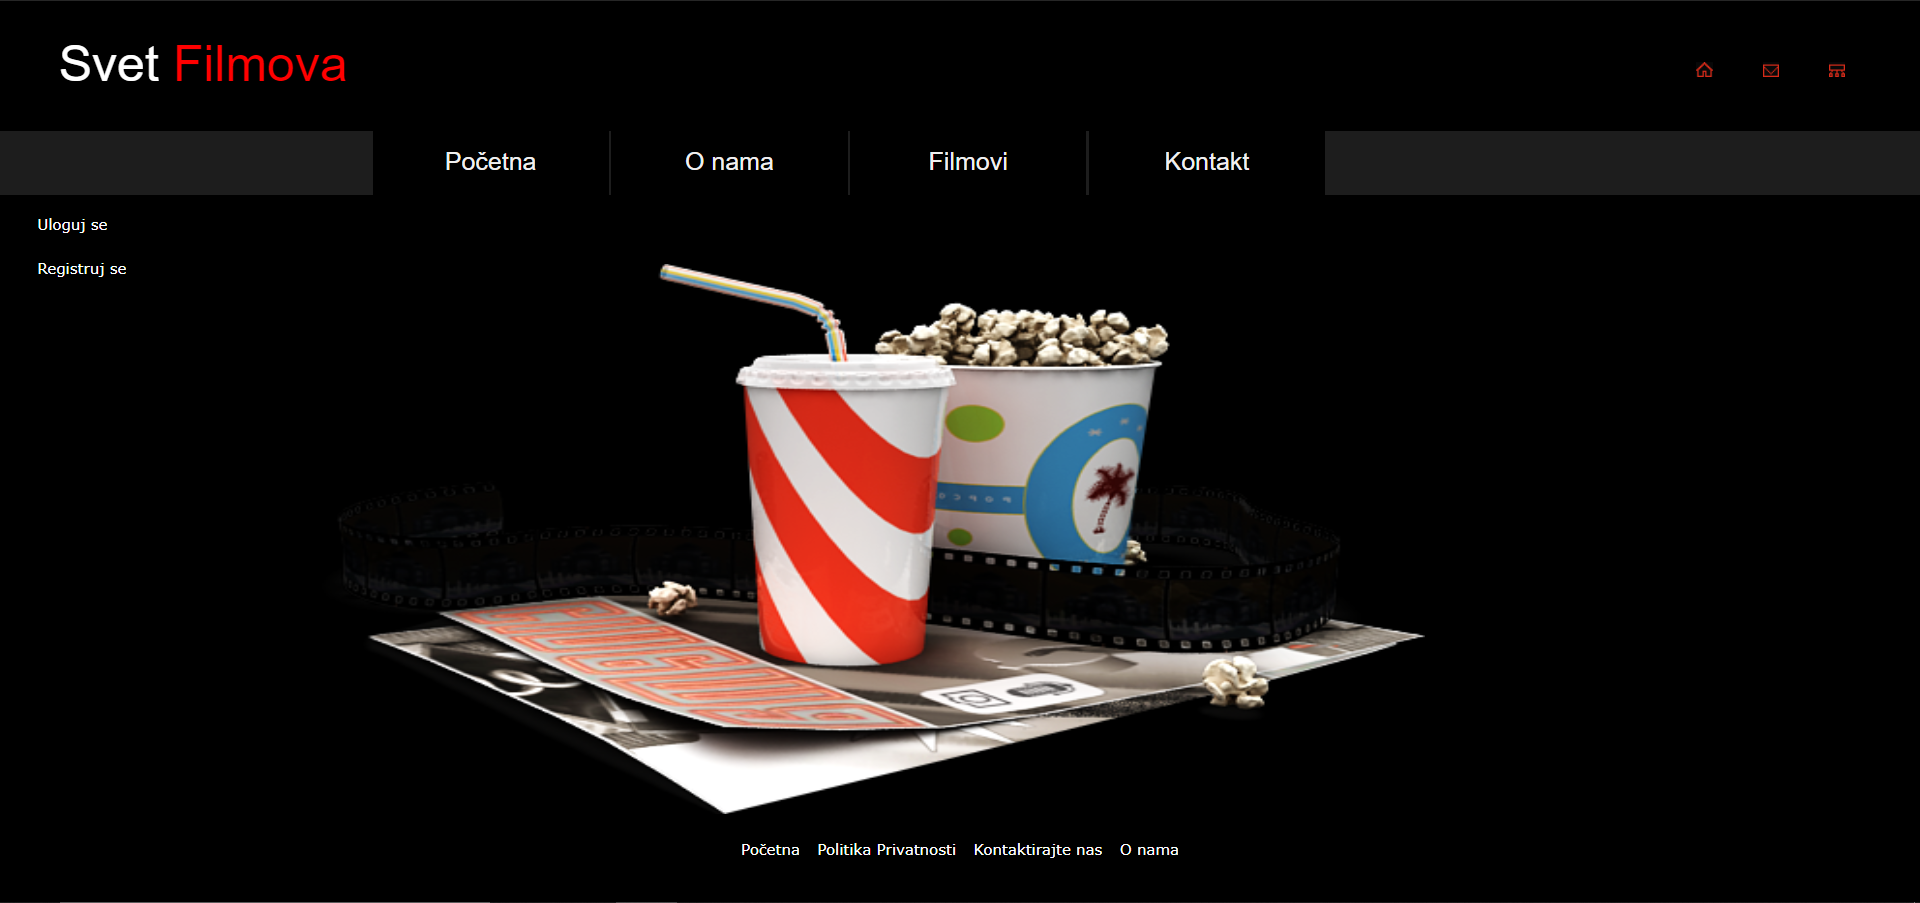 Svet Filmova
Početna O nama Filmovi Kontakt
Uloguj se
Registruj se
Početna Politika Privatnosti Kontaktirajte nas O nama